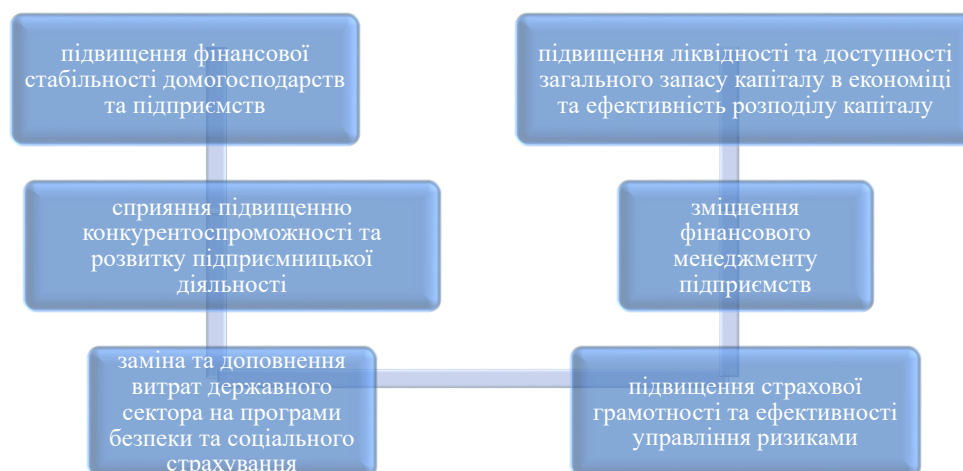 підвищення фінансової
стабільності домогосподарств
та підприємств
сприяння підвищенню
конкурентоспроможності та
розвитку підприємницької
діяльності
заміна та доповнення
витрат державного
сектора на програми
безпеки та соціального
страхування
підвищення страхової
грамотності та ефективності
управління ризиками
зміцнення
фінансового
менеджменту
підприємств
підвищення ліквідності та доступності
загального запасу капіталу в економіці
та ефективність розподілу капіталу